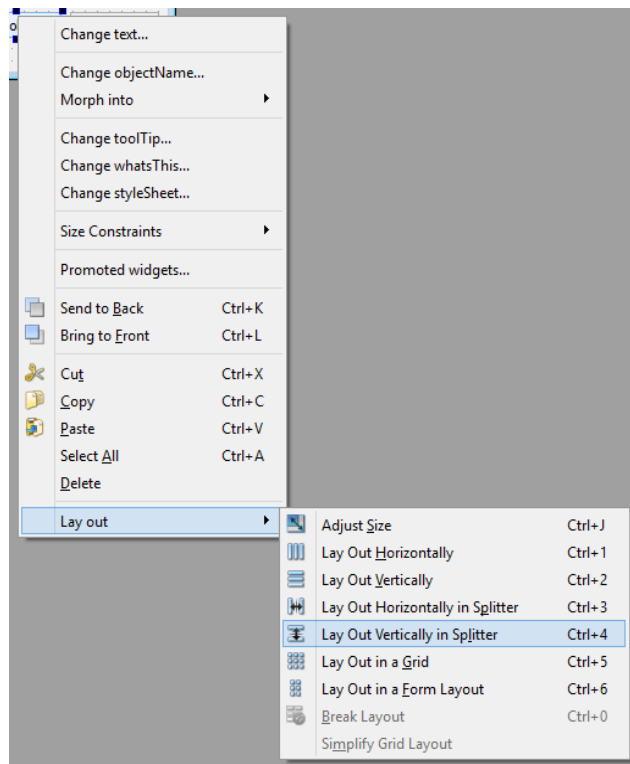 Change text...
Change objectName...
Morph into
Change toolTip...
Change whatsThis...
Change styleSheet...
Size Constraints
Promoted widgets...
Send to Back Ctrl+K
Bring to Front Ctrl+L
Cut Ctrl+X
Copy Ctrl+C
Paste Ctrl+V
Select All Ctrl+A
Delete
Lay out
Adjust Size Ctrl+J
Lay Out Horizontally Ctrl+1
Lay Out Vertically Ctrl+2
Lay Out Horizontally in Splitter Ctrl+3
Lay Out Vertically in Splitter Ctrl+4
Lay Out in a Grid Ctrl+5
Lay Out in a Form Layout Ctrl+6
Break Layout Ctrl+0
Simplify Grid Layout